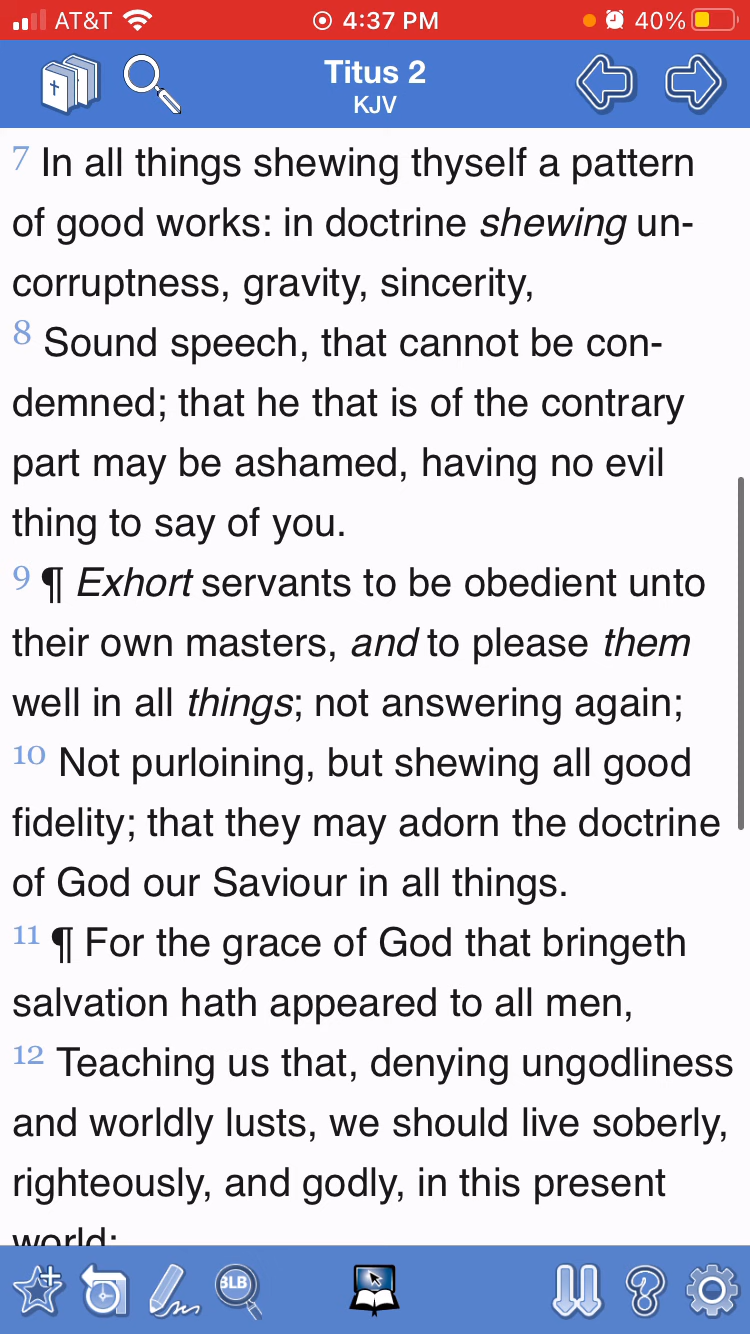 AT&T 4:37 PM 40%
Titus 2
KJV
7 In all things shewing thyself a pattern
of good works: in doctrine shewing un-
corruptness, gravity, sincerity,
8 Sound speech, that cannot be con-
demned; that he that is of the contrary
part may be ashamed, having no evil
thing to say of you.
9 ¶ Exhort servants to be obedient unto
their own masters, and to please them
well in all things; not answering again;
10 Not purloining, but shewing all good
fidelity; that they may adorn the doctrine
of God our Saviour in all things.
11 ¶ For the grace of God that bringeth
salvation hath appeared to all men,
12 Teaching us that, denying ungodliness
and worldly lusts, we should live soberly,
righteously, and godly, in this present
world;
BLB